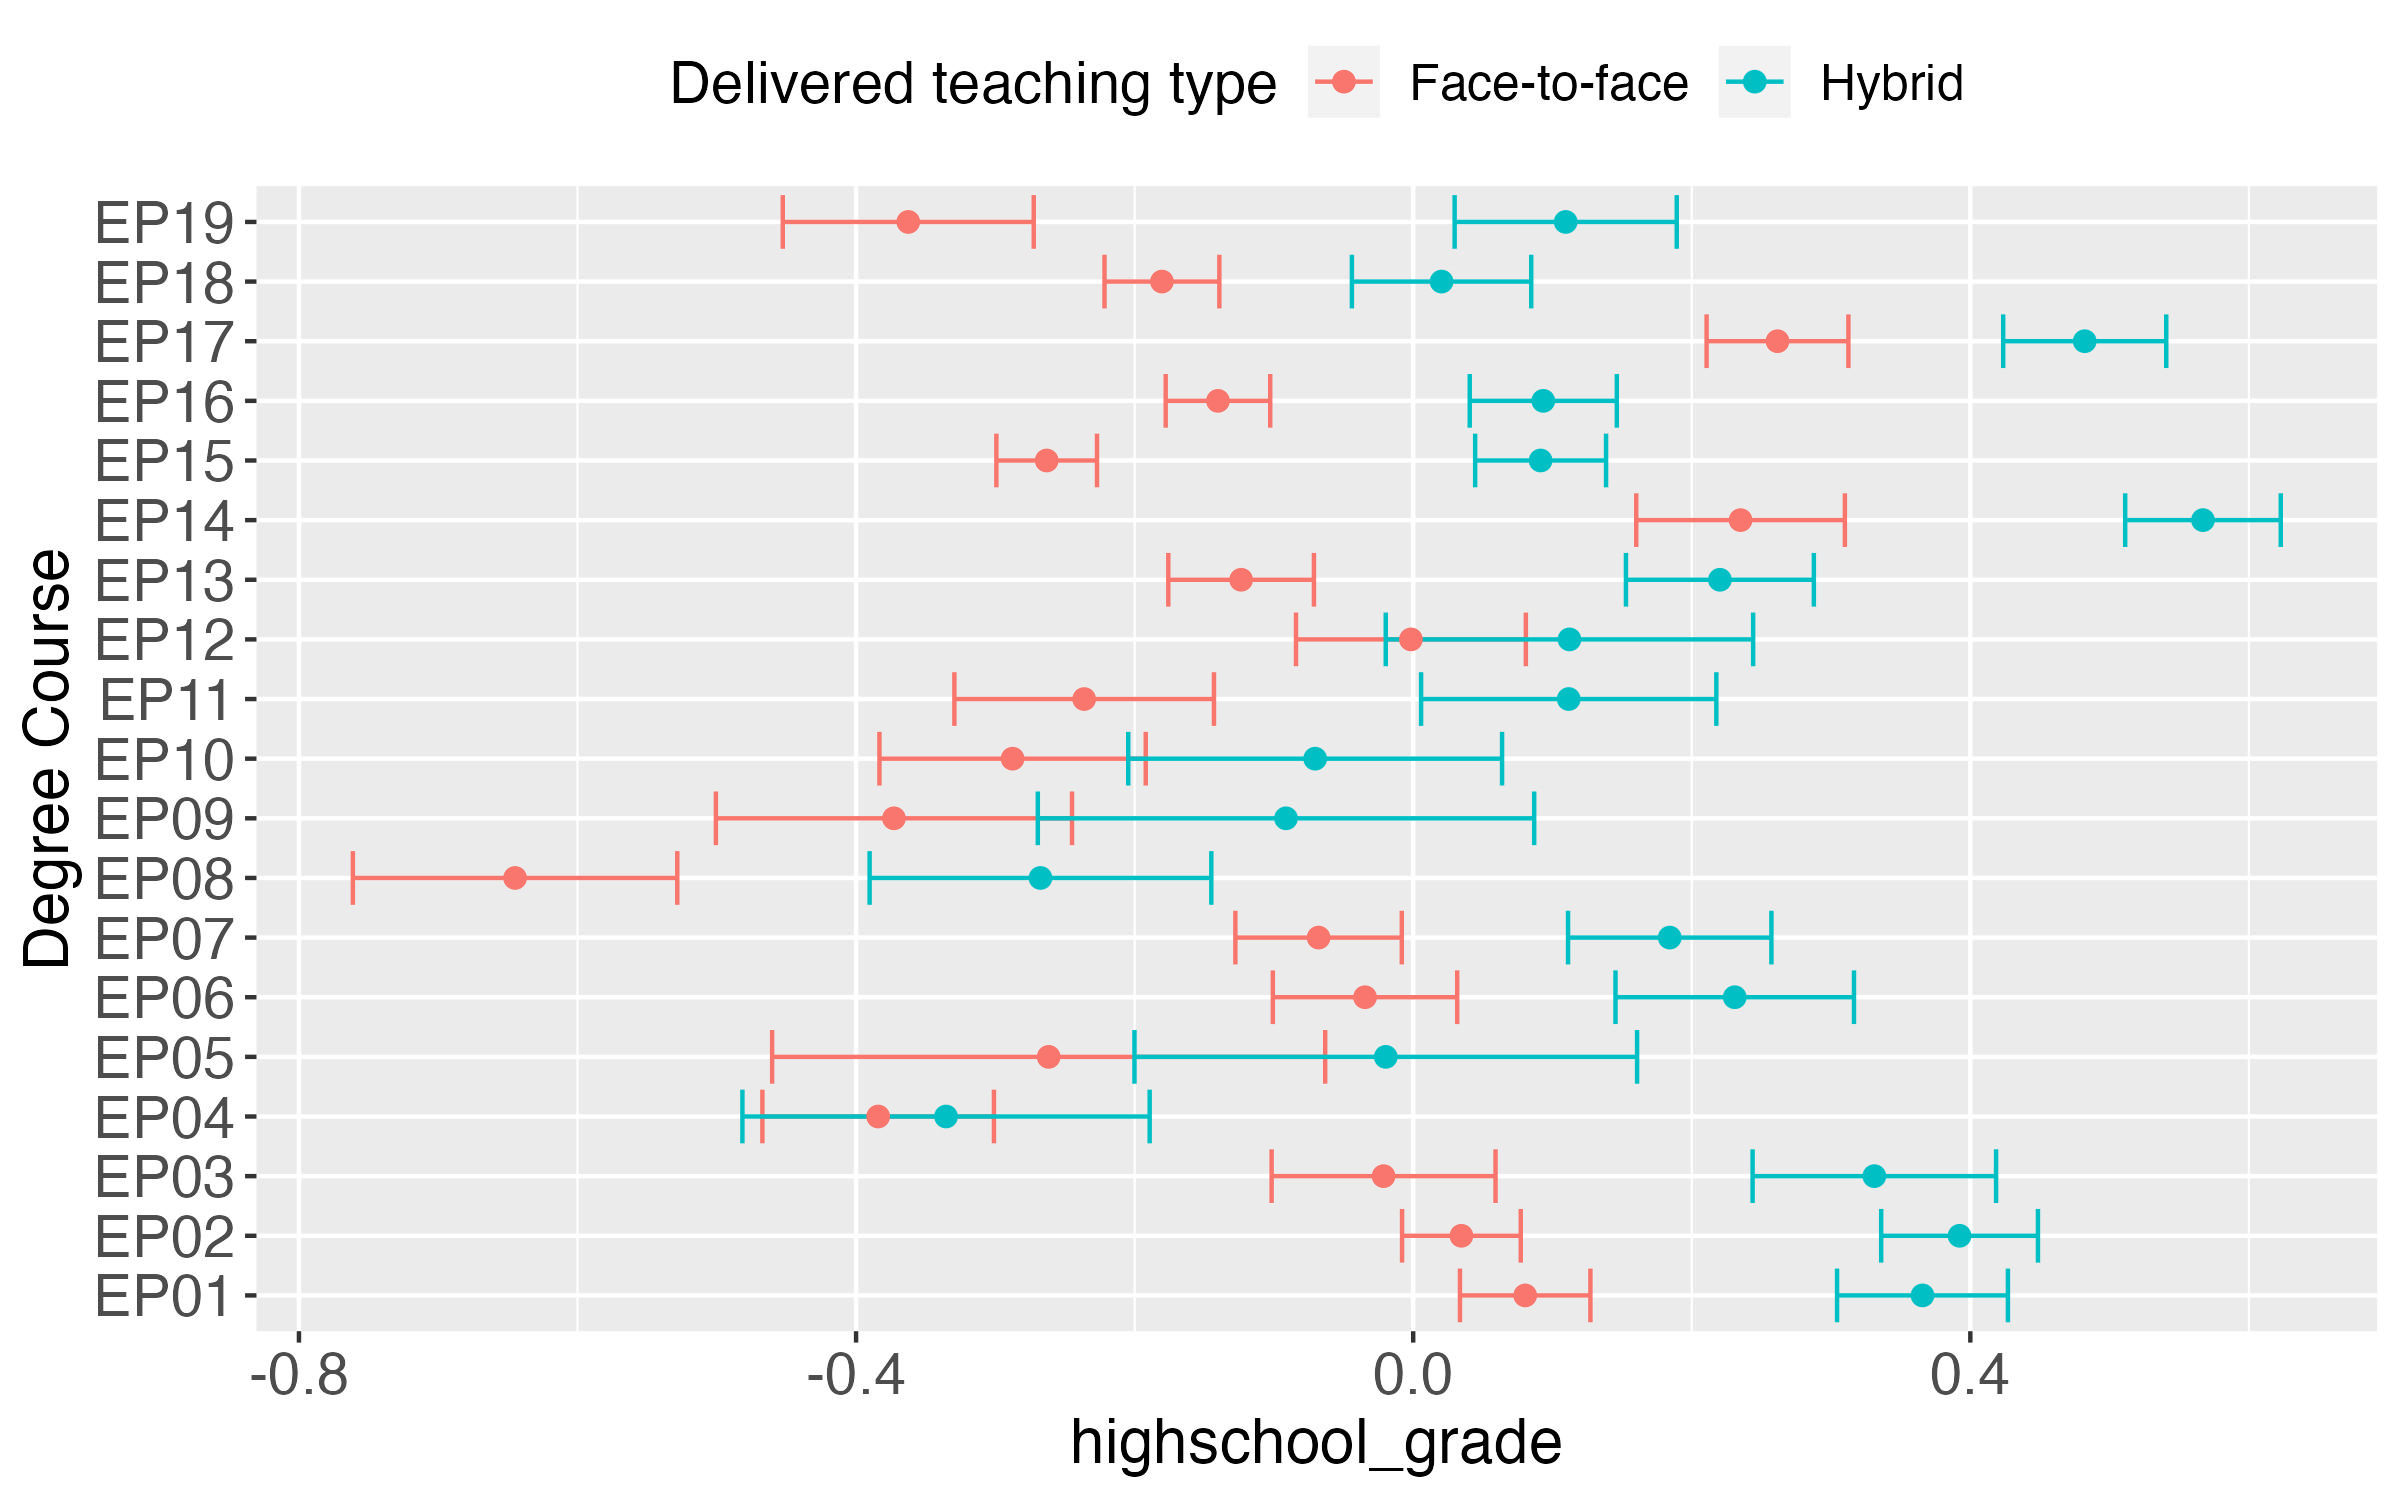 Delivered teaching type Face-to-face Hybrid
EP19
EP18
EP17
EP16
EP15
EP14
EP13
EP12
EP11
EP10
EP09
EP08
EP07
EP06
EP05
EP04
EP03
EP02
EP01
Degree Course
-0.8 -0.4 0.0 0.4
highschool_grade